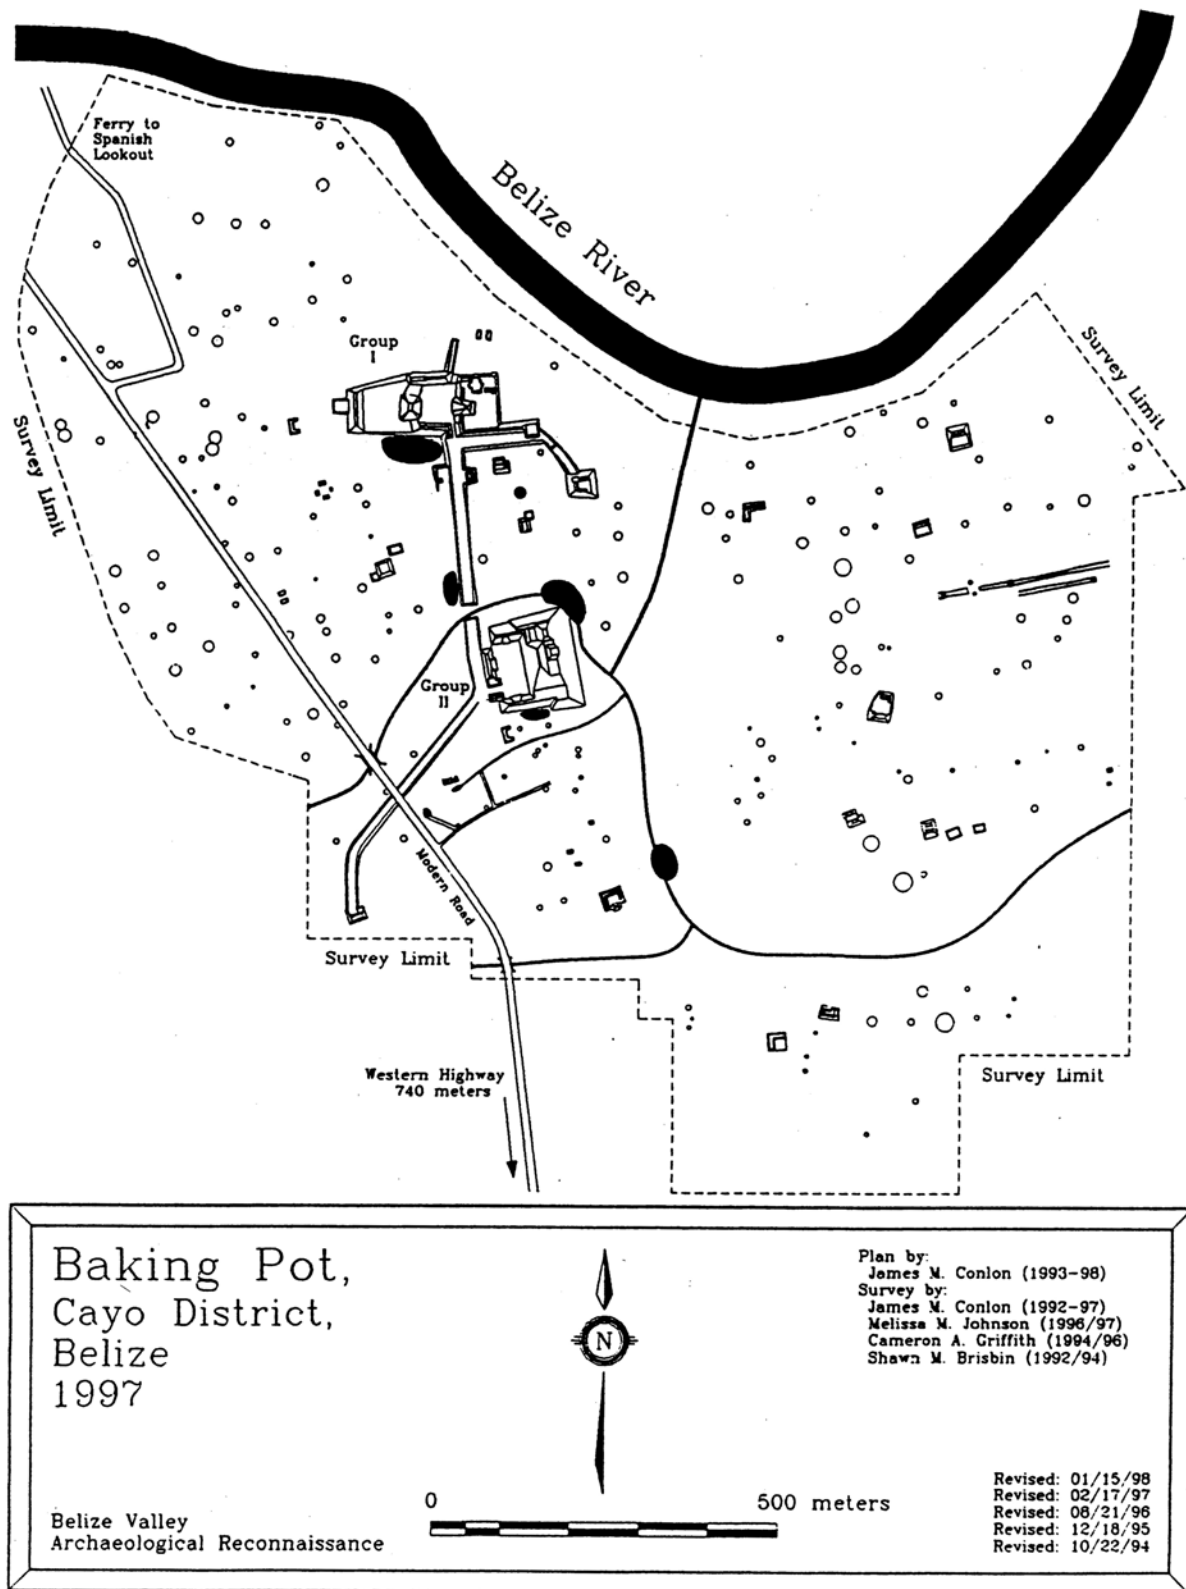 Ferry to
Spanish
Lookout
Belize River
Group
I
Survey Limit
Survey Limit
Group
II
Modern Road
Survey Limit
Western Highway
740 meters
Survey Limit
Baking Pot,
Cayo District,
Belize
1997
Belize Valley
Archaeological Reconnaissance
N
0 500 meters
Plan by:
James M. Conlon (1993-98)
Survey by:
James M. Conlon (1992-97)
Melissa M. Johnson (1996/97)
Cameron A. Griffith (1994/96)
Shawn M. Brisbin (1992/94)
Revised: 01/15/98
Revised: 02/17/97
Revised: 08/21/96
Revised: 12/18/95
Revised: 10/22/94